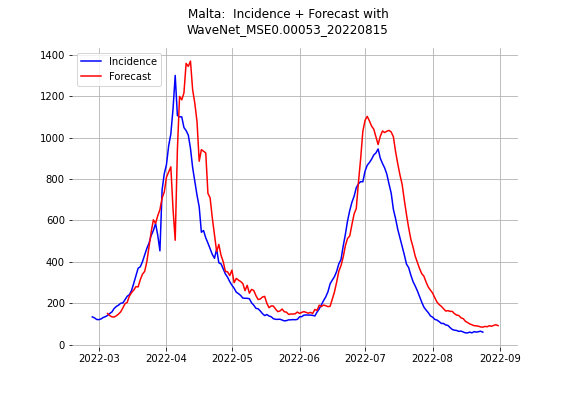 Malta:  Incidence + Forecast with
WaveNet_MSE0.00053_20220815
Incidence
Forecast
1400
1200
1000
800
600
400
200
0
2022-03 2022-04 2022-05 2022-06 2022-07 2022-08 2022-09